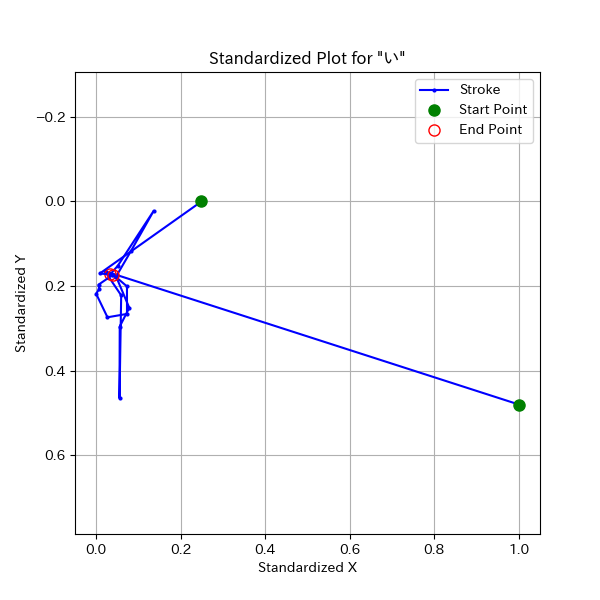 Standardized Plot for "い"
Stroke
Start Point
End Point
−0.2
0.0
0.2
0.4
0.6
Standardized Y
0.0 0.2 0.4 0.6 0.8 1.0
Standardized X